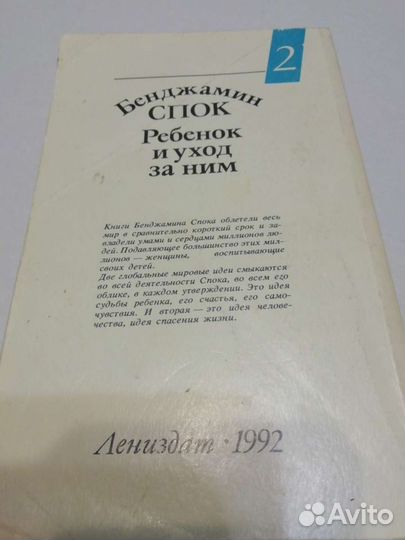 2
Бенджамин
СПОК
Ребенок
и уход
за ним
Книги Бенджамина Спока облетели весь
мир в сравнительно короткий срок и за-
владели умами и сердцами миллионов лю-
дей. Подавляющее большинство этих мил-
лионов — женщины, воспитывающие
своих детей.
Две глобальные мировые идеи смыкаются
во всей деятельности Спока, во всем его
облике, в каждом утверждении. Это идея
судьбы ребенка, его счастья, его само-
чувствия. И вторая — это идея челове-
чества, идея спасения жизни.
Лениздат · 1992
Avito